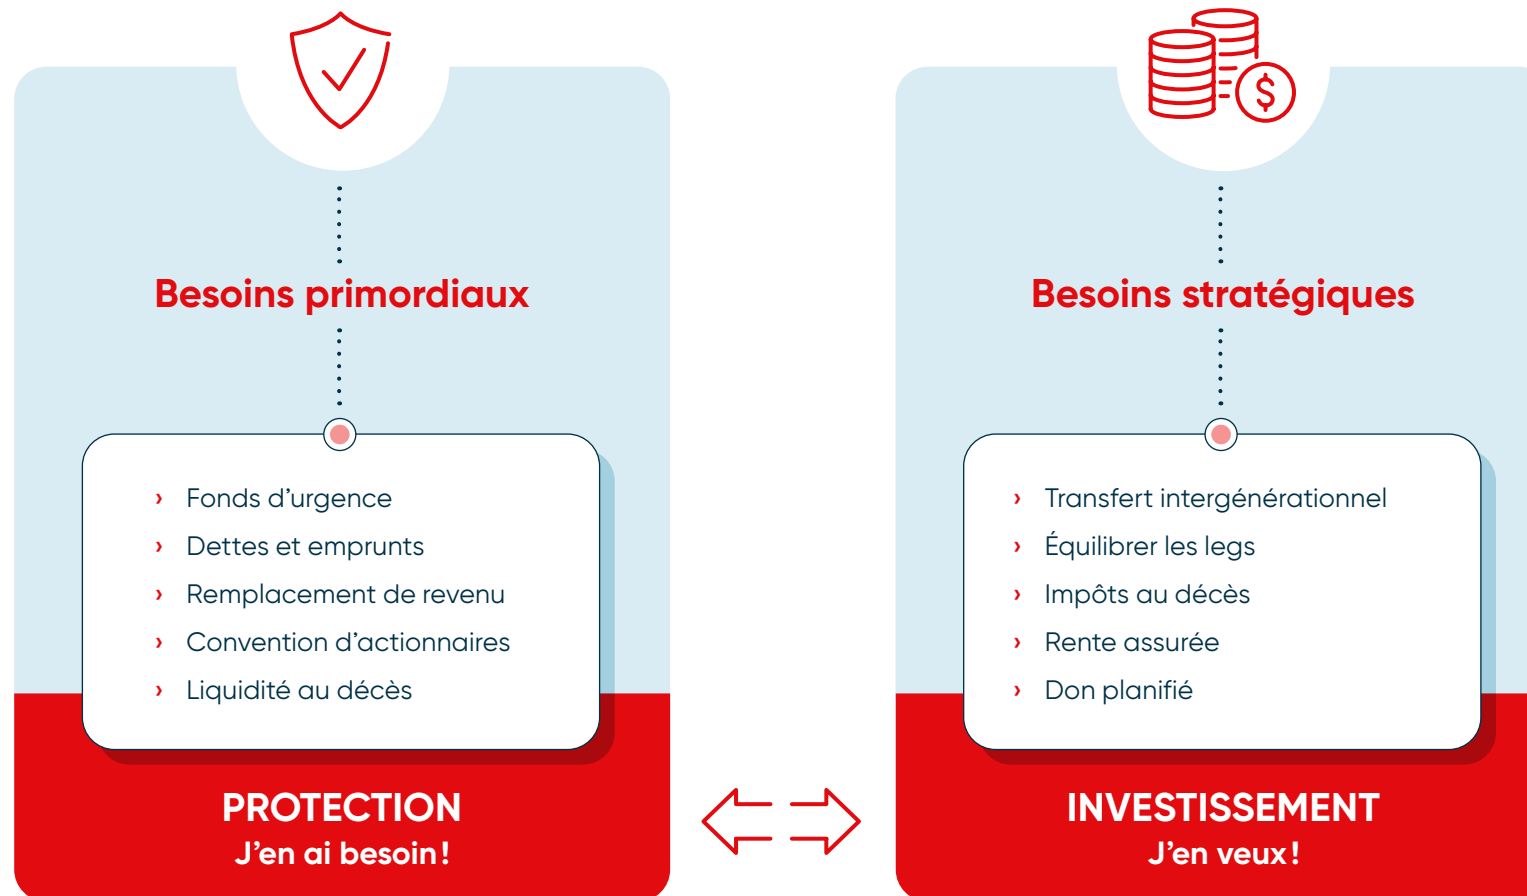 Besoins primordiaux
› Fonds d’urgence
› Dettes et emprunts
› Remplacement de revenu
› Convention d’actionnaires
› Liquidité au décès
PROTECTION
J’en ai besoin !
$
Besoins stratégiques
› Transfert intergénérationnel
› Équilibrer les legs
› Impôts au décès
› Rente assurée
› Don planifié
INVESTISSEMENT
J’en veux !